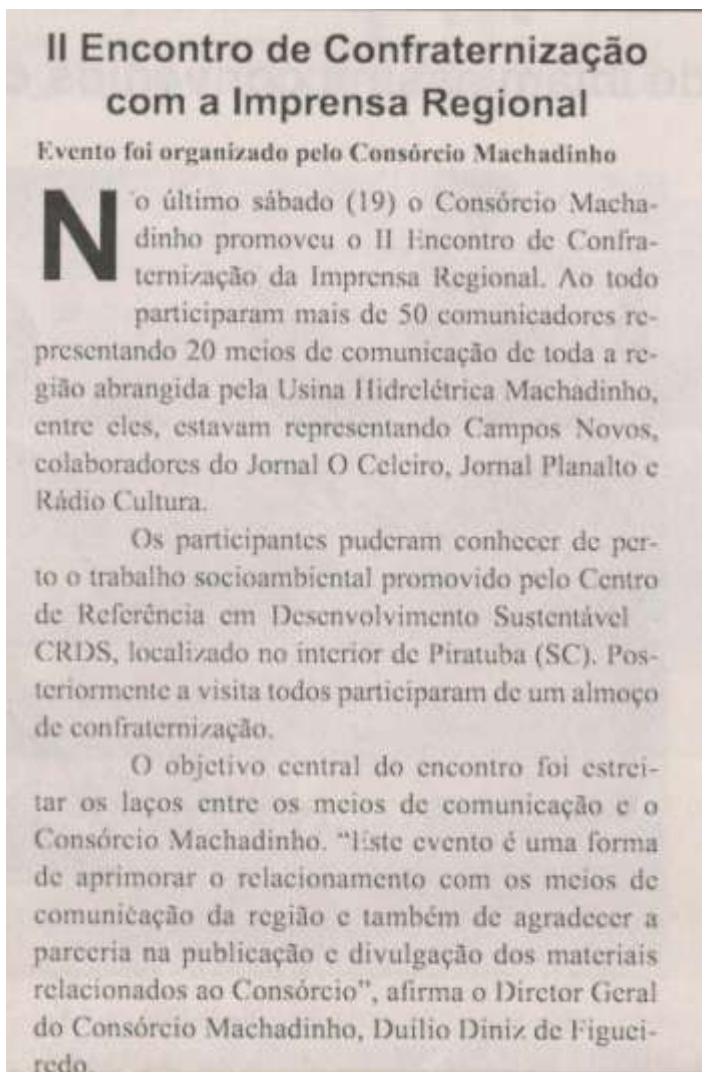 II Encontro de Confraternização
com a Imprensa Regional
Evento foi organizado pelo Consórcio Machadinho
No último sábado (19) o Consórcio Macha-
dinho promoveu o II Encontro de Confra-
ternização da Imprensa Regional. Ao todo
participaram mais de 50 comunicadores re-
presentando 20 meios de comunicação de toda a re-
gião abrangida pela Usina Hidrelétrica Machadinho,
entre eles, estavam representando Campos Novos,
colaboradores do Jornal O Celeiro, Jornal Planalto e
Rádio Cultura.
Os participantes puderam conhecer de per-
to o trabalho socioambiental promovido pelo Centro
de Referência em Desenvolvimento Sustentável
CRDS, localizado no interior de Piratuba (SC). Pos-
teriormente a visita todos participaram de um almoço
de confraternização.
O objetivo central do encontro foi estrei-
tar os laços entre os meios de comunicação e o
Consórcio Machadinho. “Este evento é uma forma
de aprimorar o relacionamento com os meios de
comunicação da região e também de agradecer a
parceria na publicação e divulgação dos materiais
relacionados ao Consórcio”, afirma o Diretor Geral
do Consórcio Machadinho, Duílio Diniz de Figuei-
redo.